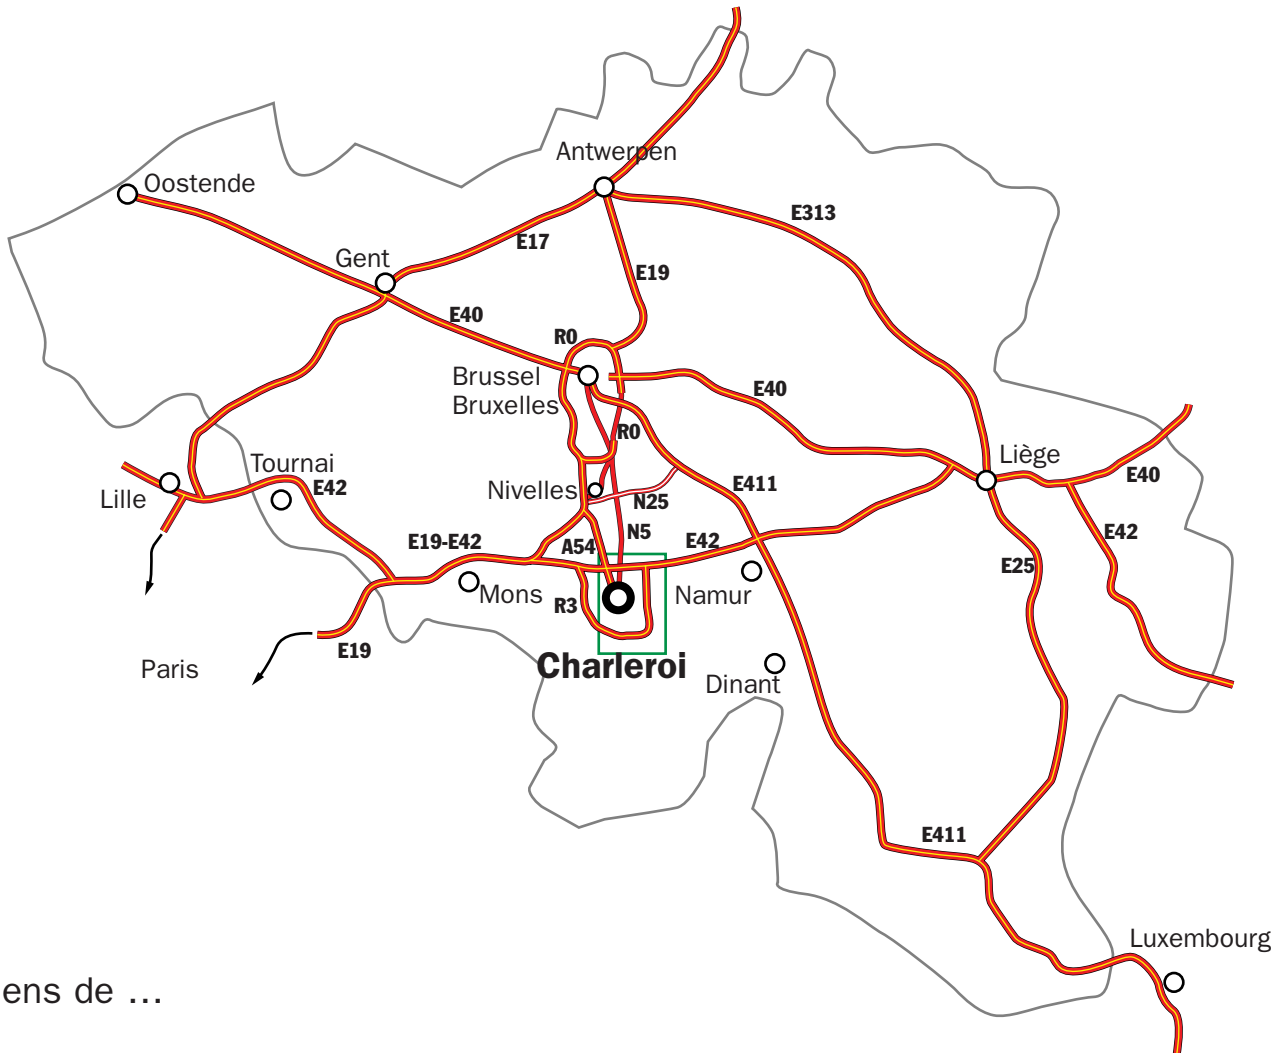 Antwerpen
Oostende
E313
E17
Gent
E19
E40
R0
Brussel
Bruxelles
E40
R0
Liège
Tournai
E42
E40
Lille
Nivelles
E411
N25
N5
E42
E19-E42
A54
E42
E25
Mons
R3
Namur
E19
Paris
Charleroi
Dinant
E411
Luxembourg
ens de ...